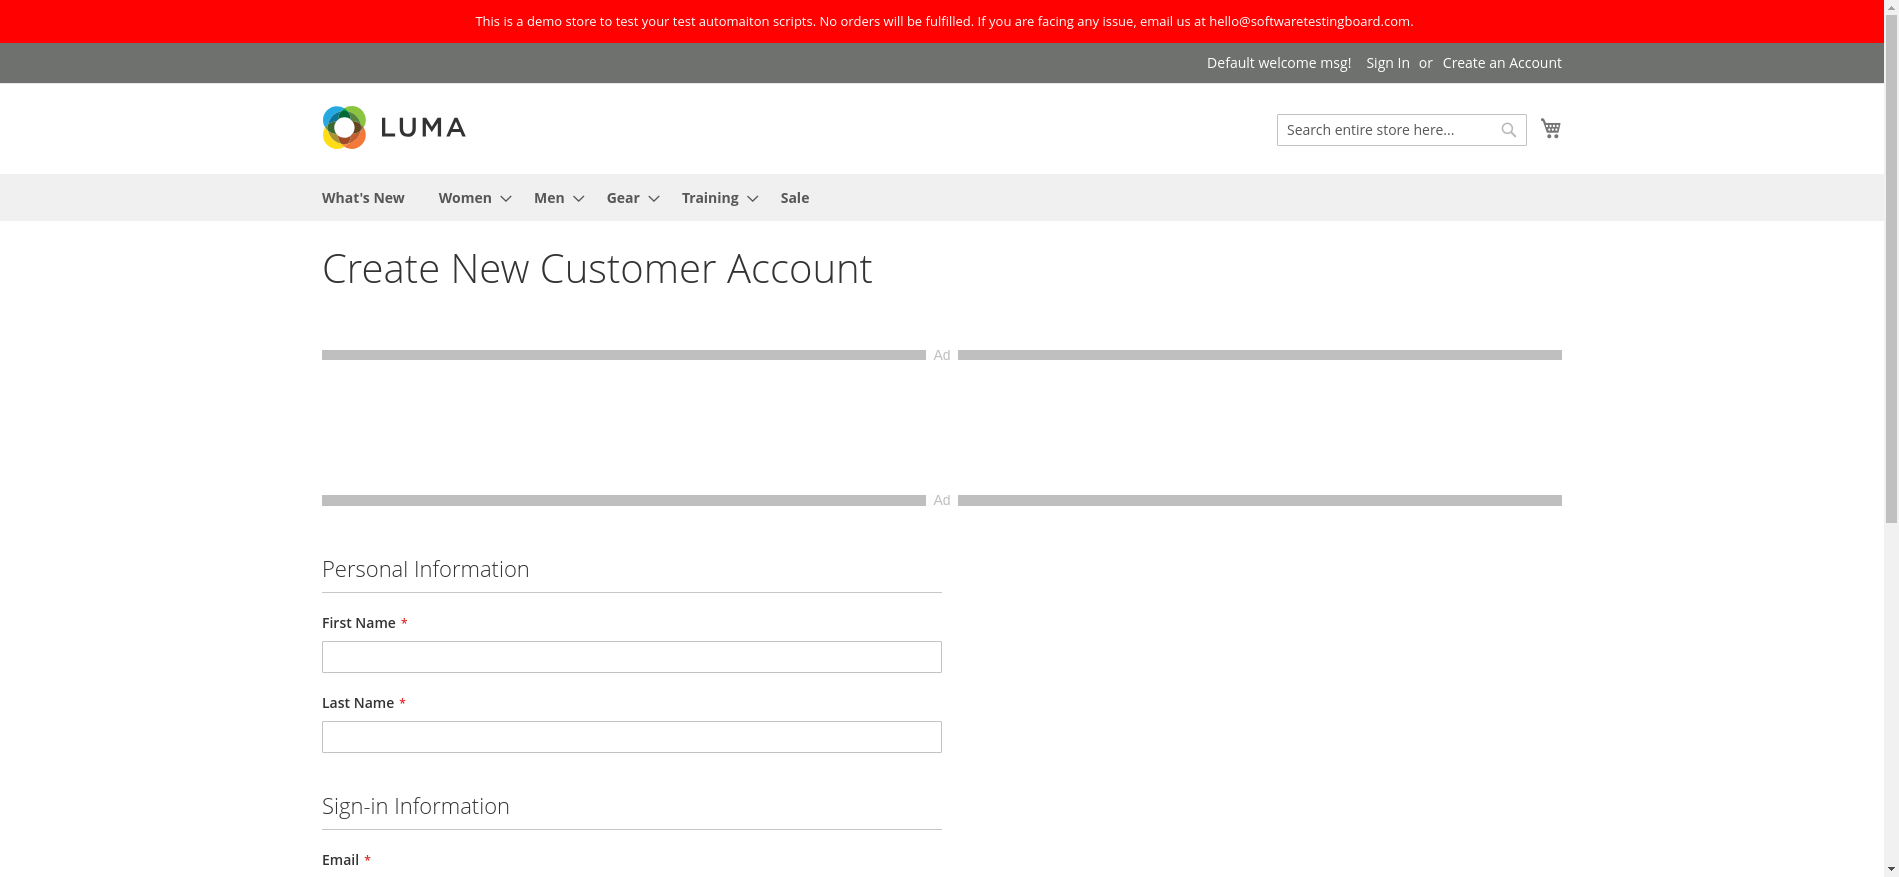 This is a demo store to test your test automaiton scripts. No orders will be fulfilled. If you are facing any issue, email us at hello@softwaretestingboard.com.
Default welcome msg! Sign In or Create an Account
LUMA
Search entire store here...
What's New Women Men Gear Training Sale
Create New Customer Account
Ad
Ad
Personal Information
First Name *
Last Name *
Sign-in Information
Email *